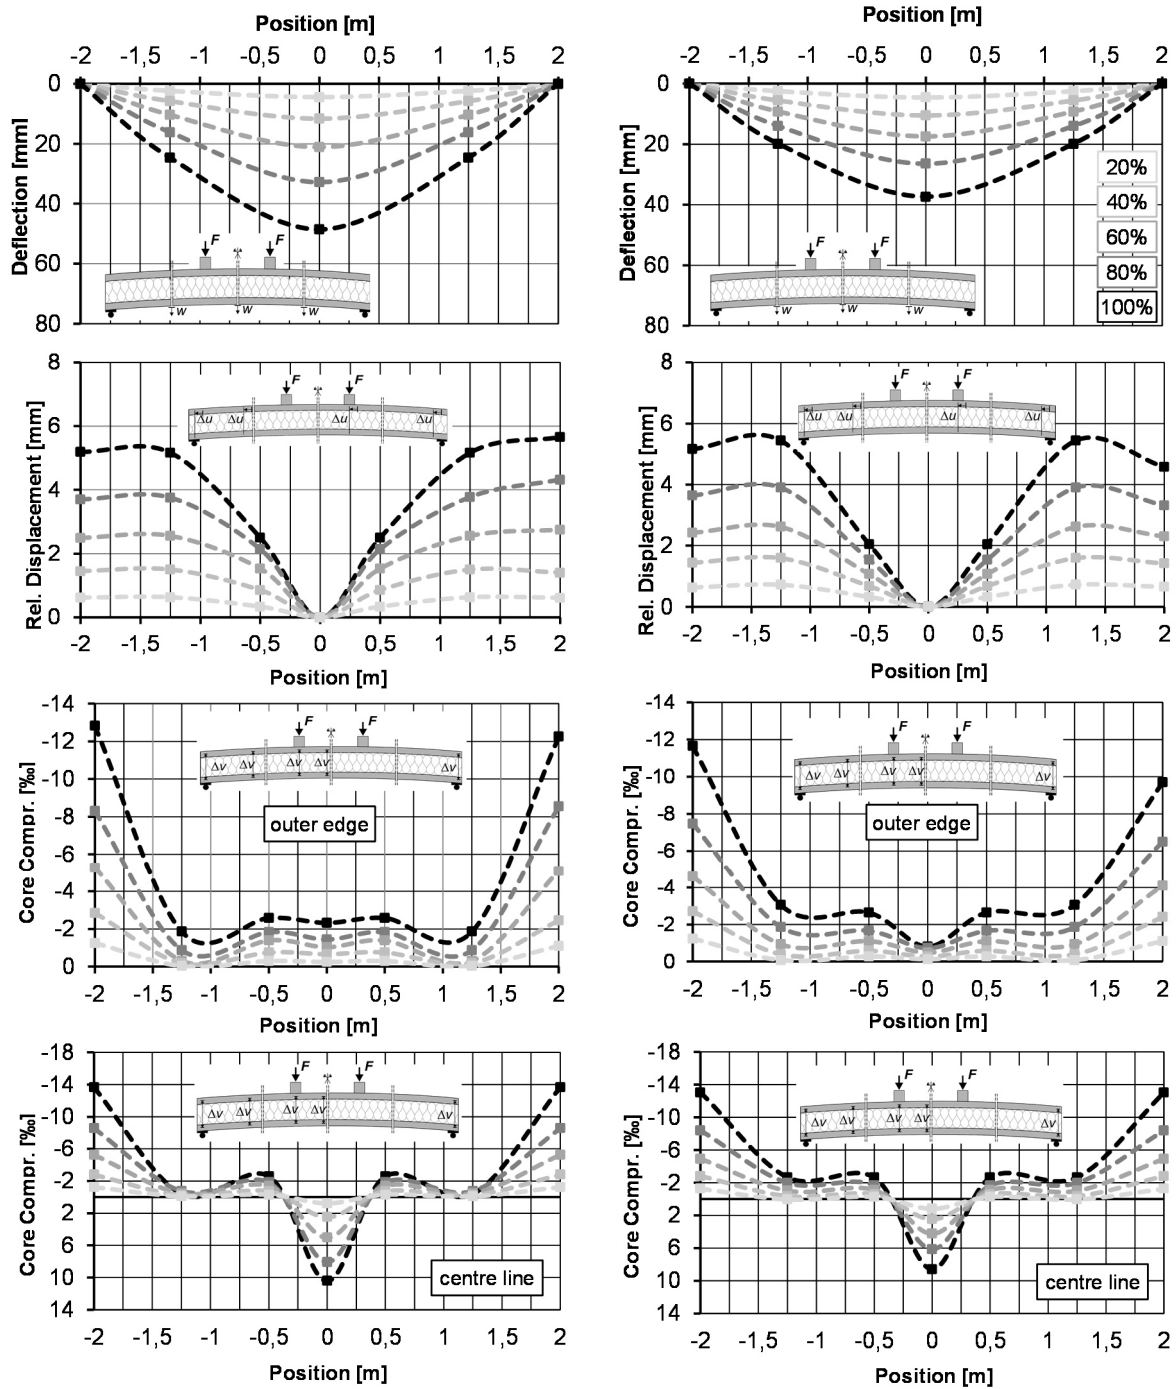 Position [m]
-2 -1,5 -1 -0,5 0 0,5 1 1,5 2
Deflection [mm]
0
20
40
60
80
F F
w w w
Position [m]
-2 -1,5 -1 -0,5 0 0,5 1 1,5 2
Deflection [mm]
0
20
40
60
80
20%
40%
60%
80%
100%
F F
w w w
Rel. Displacement [mm]
8
6
4
2
0
F F
Δu Δu Δu Δu
-2 -1,5 -1 -0,5 0 0,5 1 1,5 2
Position [m]
Rel. Displacement [mm]
8
6
4
2
0
F F
Δu Δu Δu Δu
-2 -1,5 -1 -0,5 0 0,5 1 1,5 2
Position [m]
Core Compr. [‰]
-14
-12
-10
-8
-6
-4
-2
0
F F
Δv Δv Δv Δv Δv
outer edge
-2 -1,5 -1 -0,5 0 0,5 1 1,5 2
Position [m]
Core Compr. [‰]
-14
-12
-10
-8
-6
-4
-2
0
F F
Δv Δv Δv Δv Δv
outer edge
-2 -1,5 -1 -0,5 0 0,5 1 1,5 2
Position [m]
Core Compr. [‰]
-18
-14
-10
-6
-2
2
6
10
14
F F
Δv Δv Δv Δv Δv
centre line
-2 -1,5 -1 -0,5 0 0,5 1 1,5 2
Position [m]
Core Compr. [‰]
-18
-14
-10
-6
-2
2
6
10
14
F F
Δv Δv Δv Δv Δv
centre line
-2 -1,5 -1 -0,5 0 0,5 1 1,5 2
Position [m]